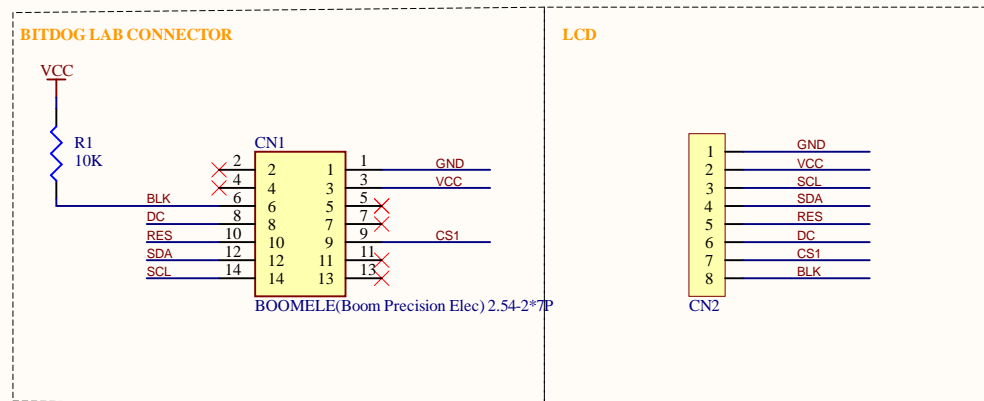 BITDOG LAB CONNECTOR
VCC
R1
10K
CN1
2 2 1 1 GND
4 4 3 3 VCC
BLK 6 6 5 5
DC 8 8 7 7
RES 10 10 9 9 CS1
SDA 12 12 11 11
SCL 14 14 13 13
BOOMELE(Boom Precision Elec) 2.54-2*7P
LCD
1 GND
2 VCC
3 SCL
4 SDA
5 RES
6 DC
7 CS1
8 BLK
CN2